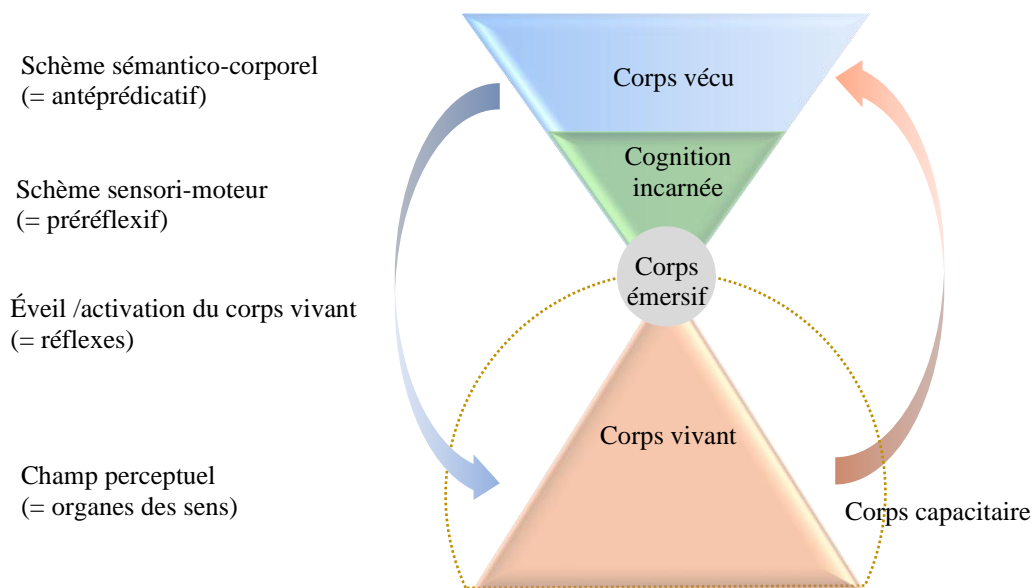 Schème sémantico-corporel
(= antéprédicatif)
Corps vécu
Cognition
incarnée
Schème sensori-moteur
(= préréflexif)
Corps
émersif
Éveil /activation du corps vivant
(= réflexes)
Corps vivant
Champ perceptuel
(= organes des sens)
Corps capacitaire